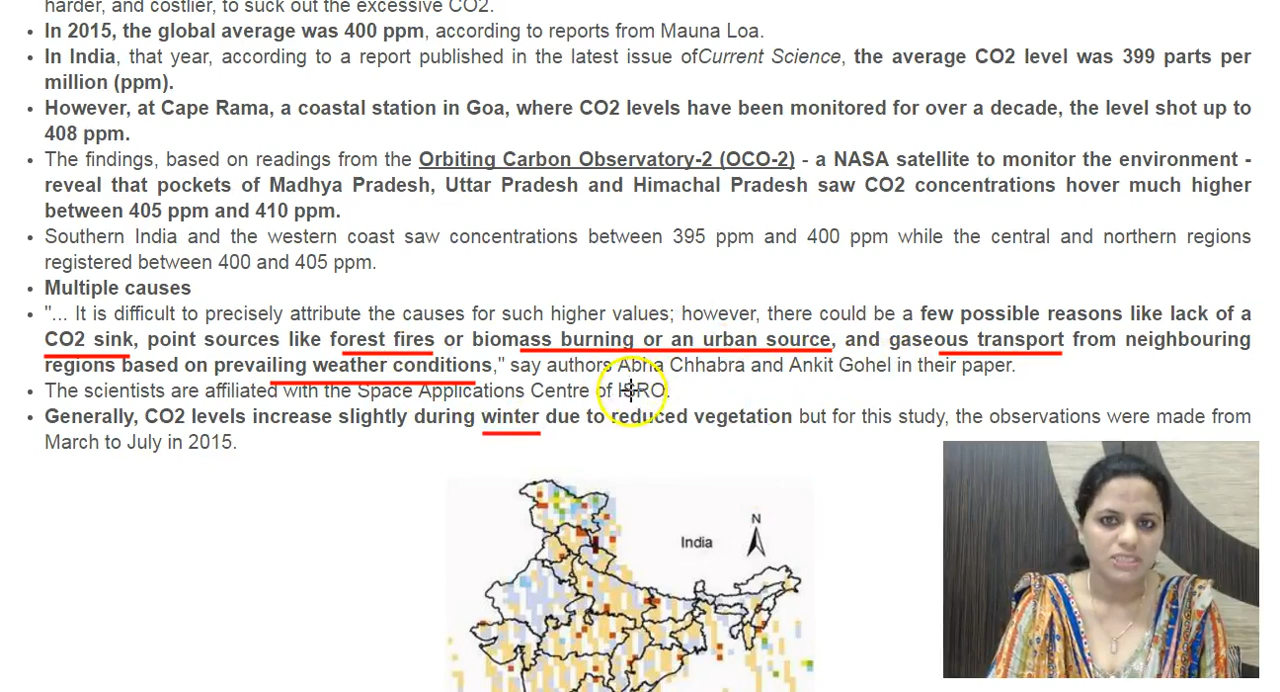 harder, and costlier, to suck out the excessive CO2.
• In 2015, the global average was 400 ppm, according to reports from Mauna Loa.
• In India, that year, according to a report published in the latest issue ofCurrent Science, the average CO2 level was 399 parts per
million (ppm).
• However, at Cape Rama, a coastal station in Goa, where CO2 levels have been monitored for over a decade, the level shot up to
408 ppm.
• The findings, based on readings from the Orbiting Carbon Observatory-2 (OCO-2) - a NASA satellite to monitor the environment -
reveal that pockets of Madhya Pradesh, Uttar Pradesh and Himachal Pradesh saw CO2 concentrations hover much higher
between 405 ppm and 410 ppm.
• Southern India and the western coast saw concentrations between 395 ppm and 400 ppm while the central and northern regions
registered between 400 and 405 ppm.
• Multiple causes
• "... It is difficult to precisely attribute the causes for such higher values; however, there could be a few possible reasons like lack of a
CO2 sink, point sources like forest fires or biomass burning or an urban source, and gaseous transport from neighbouring
regions based on prevailing weather conditions," say authors Abha Chhabra and Ankit Gohel in their paper.
• The scientists are affiliated with the Space Applications Centre of ISRO.
• Generally, CO2 levels increase slightly during winter due to reduced vegetation but for this study, the observations were made from
March to July in 2015.
N
India